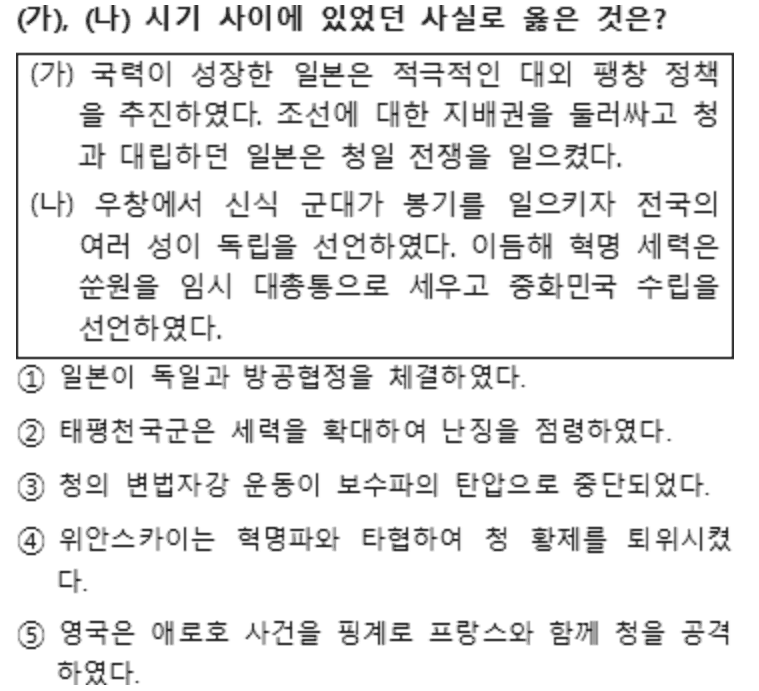 (가), (나) 시기 사이에 있었던 사실로 옳은 것은?
(가) 국력이 성장한 일본은 적극적인 대외 팽창 정책
을 추진하였다. 조선에 대한 지배권을 둘러싸고 청
과 대립하던 일본은 청일 전쟁을 일으켰다.
(나) 우창에서 신식 군대가 봉기를 일으키자 전국의
여러 성이 독립을 선언하였다. 이듬해 혁명 세력은
쑨원을 임시 대총통으로 세우고 중화민국 수립을
선언하였다.
① 일본이 독일과 방공협정을 체결하였다.
② 태평천국군은 세력을 확대하여 난징을 점령하였다.
③ 청의 변법자강 운동이 보수파의 탄압으로 중단되었다.
④ 위안스카이는 혁명파와 타협하여 청 황제를 퇴위시켰
다.
⑤ 영국은 애로호 사건을 핑계로 프랑스와 함께 청을 공격
하였다.